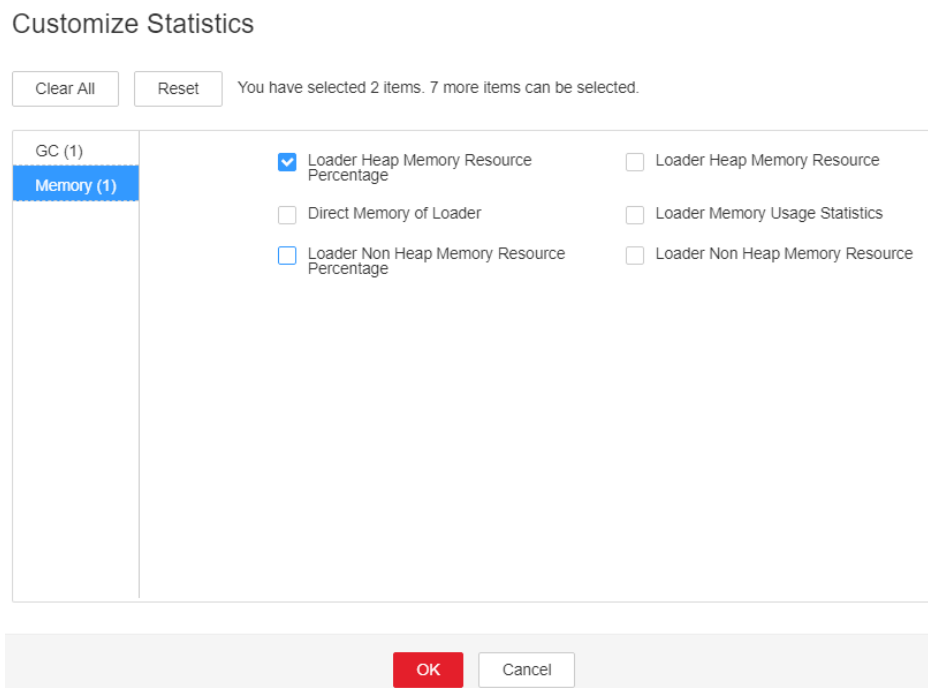 Customize Statistics
Clear All
Reset
You have selected 2 items. 7 more items can be selected.
GC (1)
Memory (1)
Loader Heap Memory Resource
Percentage
Loader Heap Memory Resource
Direct Memory of Loader
Loader Memory Usage Statistics
Loader Non Heap Memory Resource
Percentage
Loader Non Heap Memory Resource
OK
Cancel